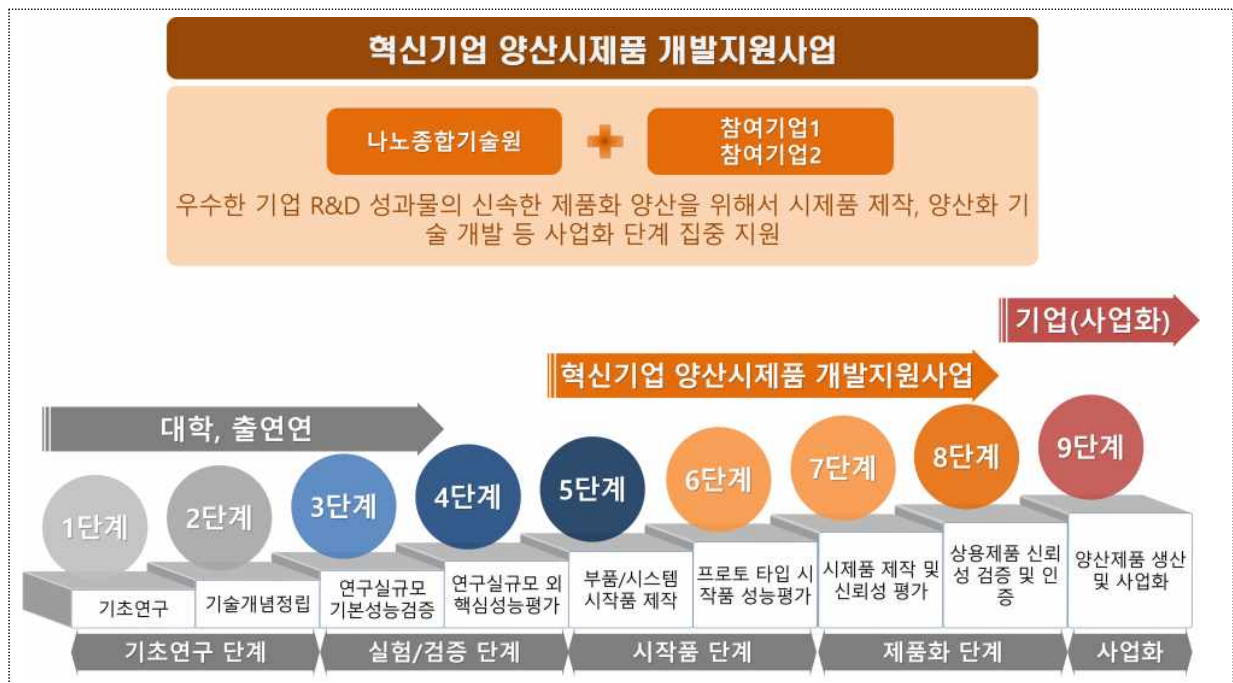 혁신기업 양산시제품 개발지원사업
나노종합기술원
참여기업1
참여기업2
우수한 기업 R&D 성과물의 신속한 제품화 양산을 위해서 시제품 제작, 양산화 기
술 개발 등 사업화 단계 집중 지원
기업(사업화)
혁신기업 양산시제품 개발지원사업
대학, 출연연
1단계
2단계
3단계
4단계
5단계
6단계
7단계
8단계
9단계
기초연구
기술개념정립
연구실규모
기본성능검증
연구실규모 외
핵심성능평가
부품/시스템
시작품 제작
프로토 타입 시
작품 성능평가
시제품 제작 및
신뢰성 평가
상용제품 신뢰
성 검증 및 인
증
양산제품 생산
및 사업화
기초연구 단계
실험/검증 단계
시작품 단계
제품화 단계
사업화